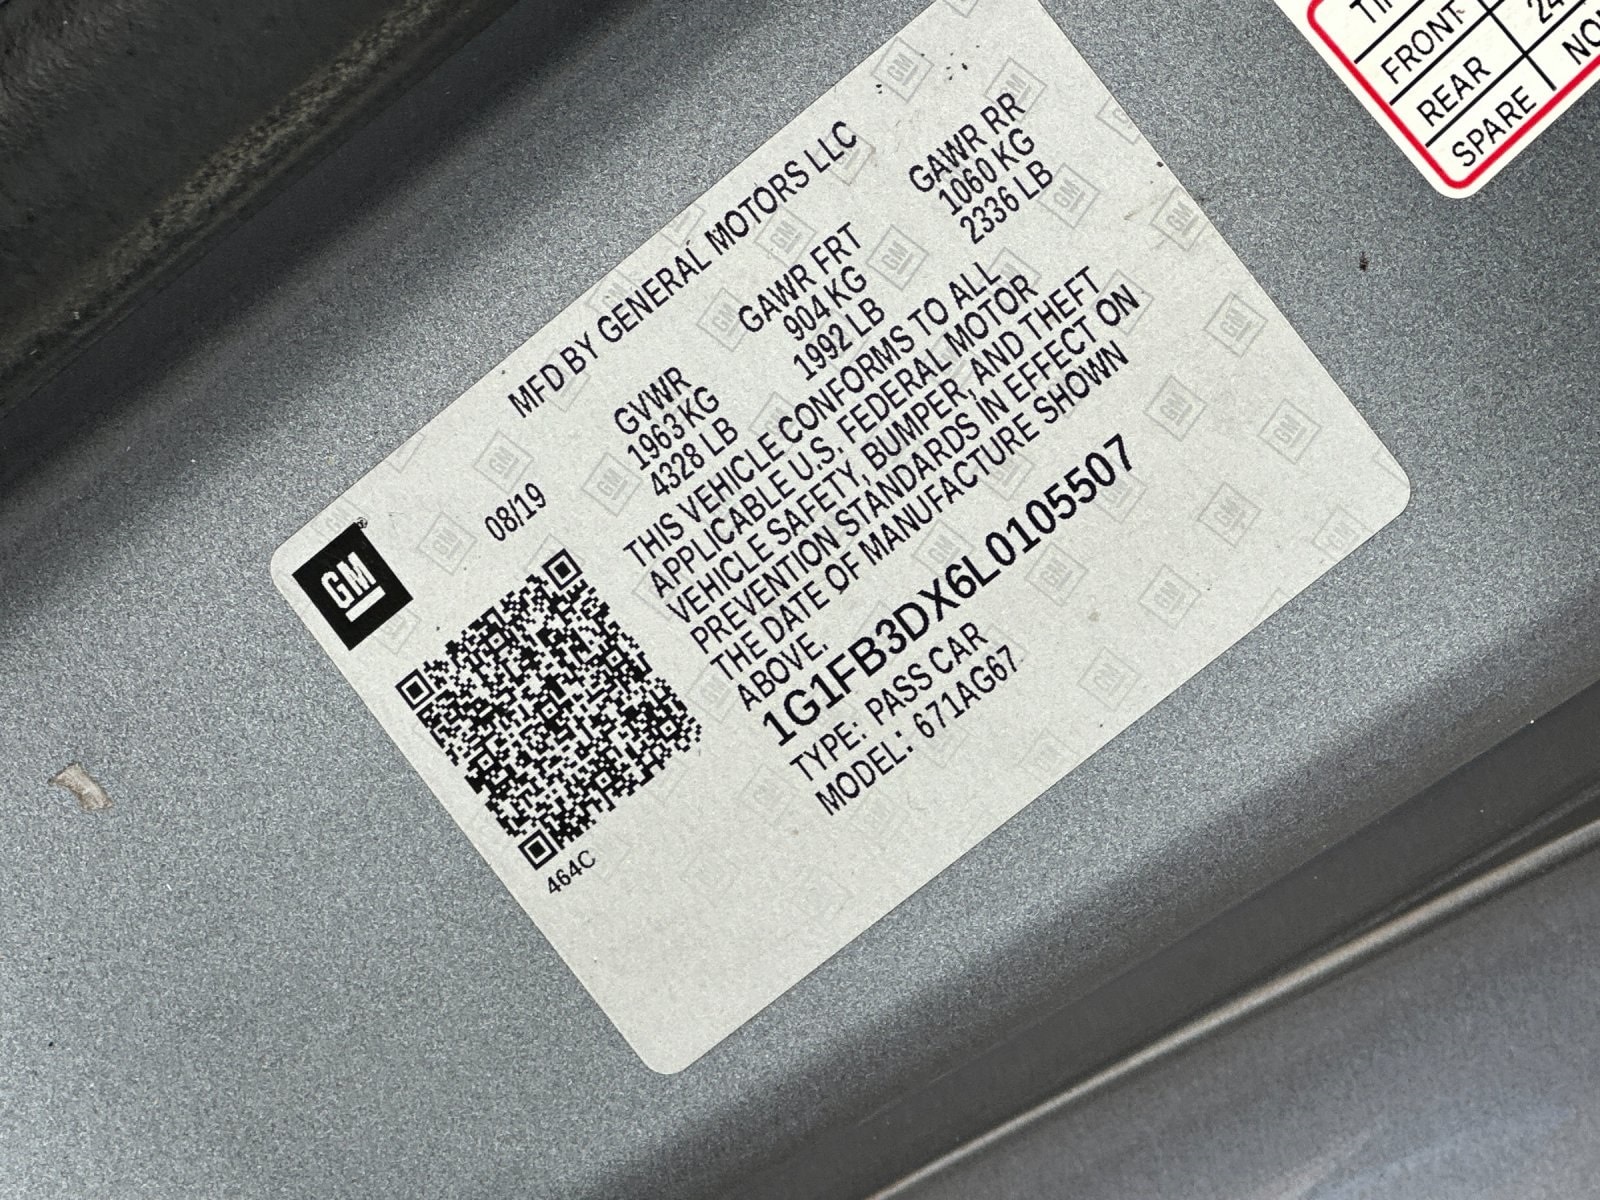 MFD BY GENERAL MOTORS LLC
GM
08/19
GVWR
1963 KG
4328 LB
GAWR FRT
904 KG
1992 LB
GAWR RR
1060 KG
2336 LB
THIS VEHICLE CONFORMS TO ALL
APPLICABLE U.S. FEDERAL MOTOR
VEHICLE SAFETY, BUMPER, AND THEFT
PREVENTION STANDARDS IN EFFECT ON
THE DATE OF MANUFACTURE SHOWN
ABOVE.
1G1FB3DX6L0105507
TYPE: PASS CAR
MODEL: 671AG67
464C
FRONT
REAR
SPARE